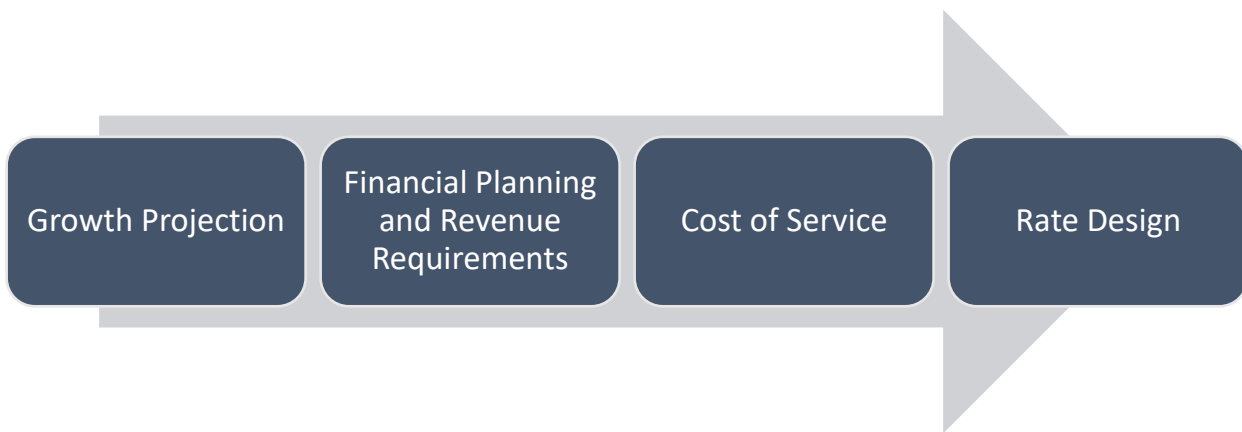 Growth Projection
Financial Planning
and Revenue
Requirements
Cost of Service
Rate Design